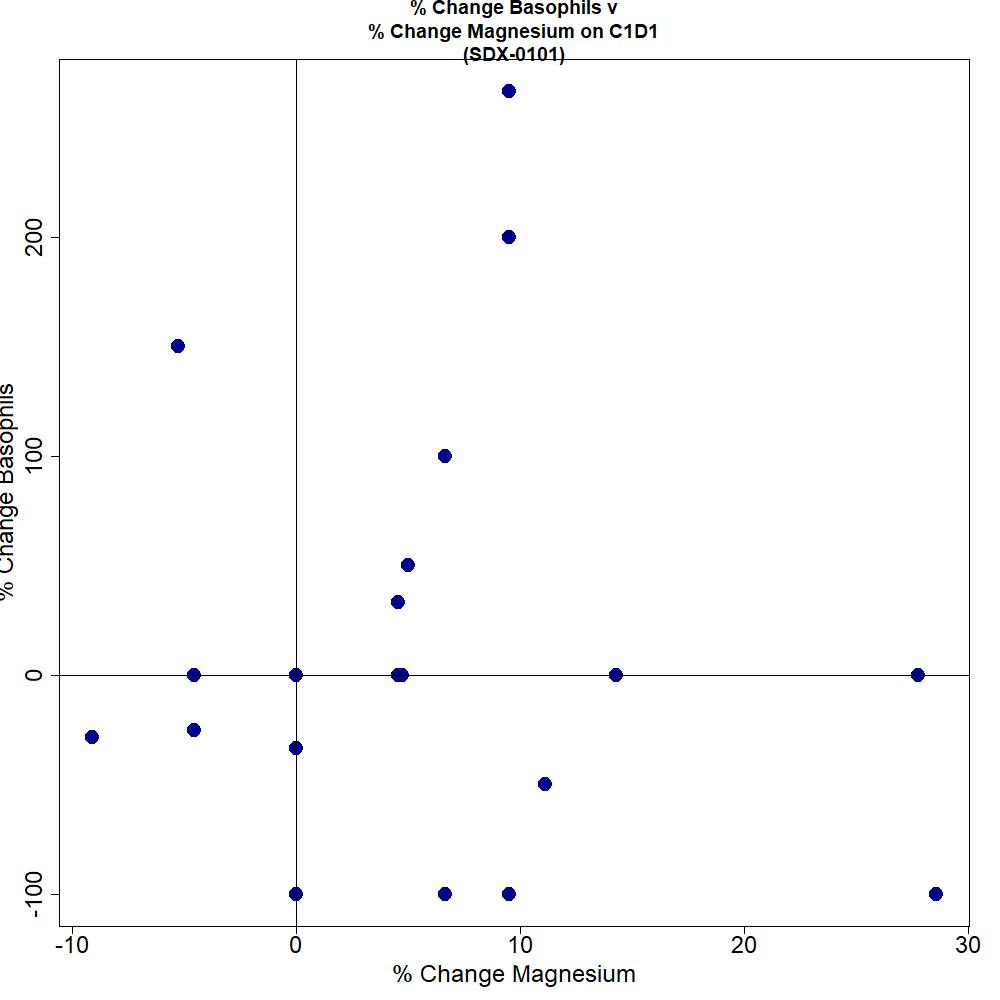 % Change Basophils v
% Change Magnesium on C1D1
(SDX-0101)
% Change Basophils
200
100
0
-100
-10
0
10
20
30
% Change Magnesium